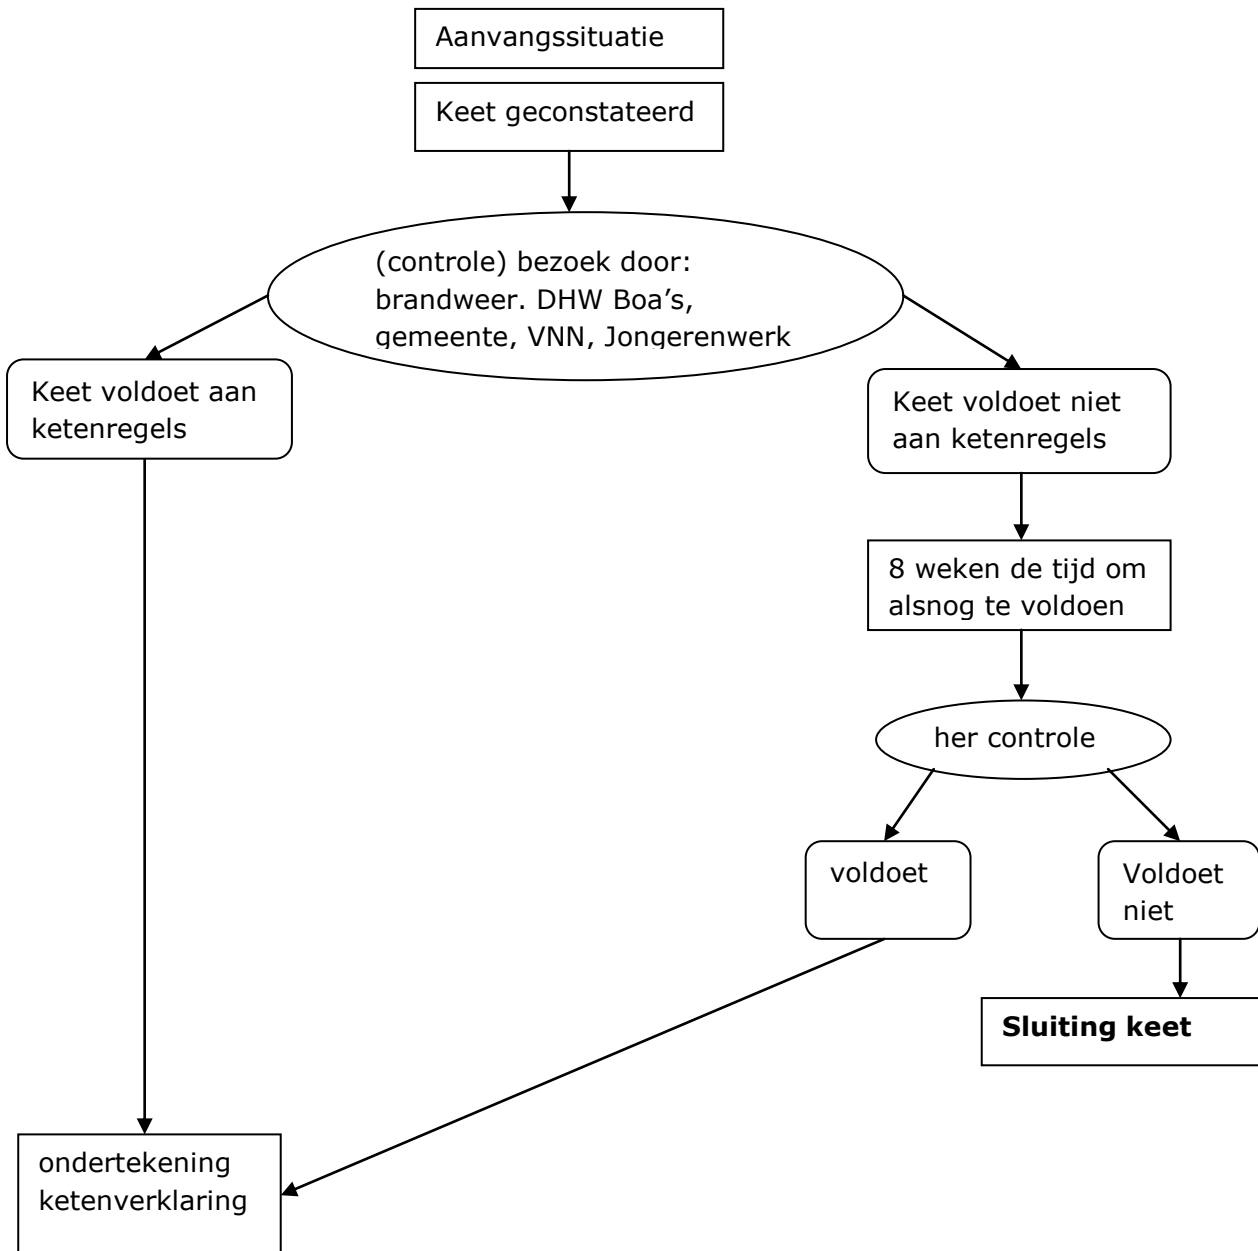 Aanvangssituatie
Keet geconstateerd
(controle) bezoek door:
brandweer. DHW Boa’s,
gemeente, VNN, Jongerenwerk
Keet voldoet aan
ketenregels
Keet voldoet niet
aan ketenregels
8 weken de tijd om
alsnog te voldoen
her controle
voldoet
Voldoet
niet
Sluiting keet
ondertekening
ketenverklaring